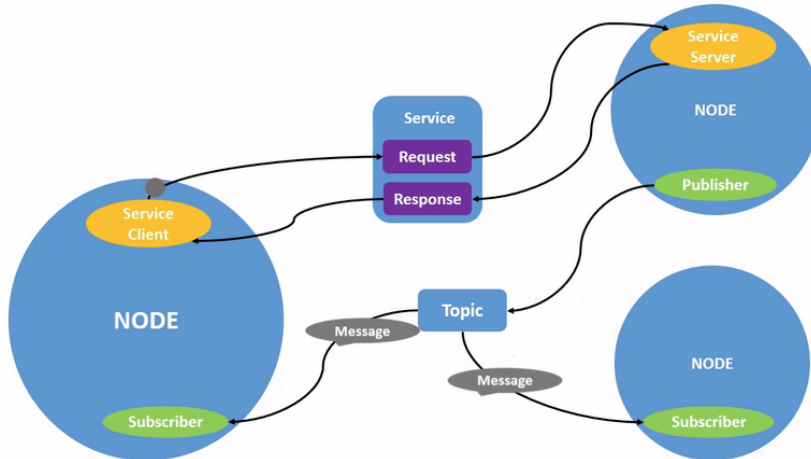 Service
Server
NODE
Publisher
Service
Request
Response
Service
Client
NODE
Subscriber
Topic
Message
Message
NODE
Subscriber